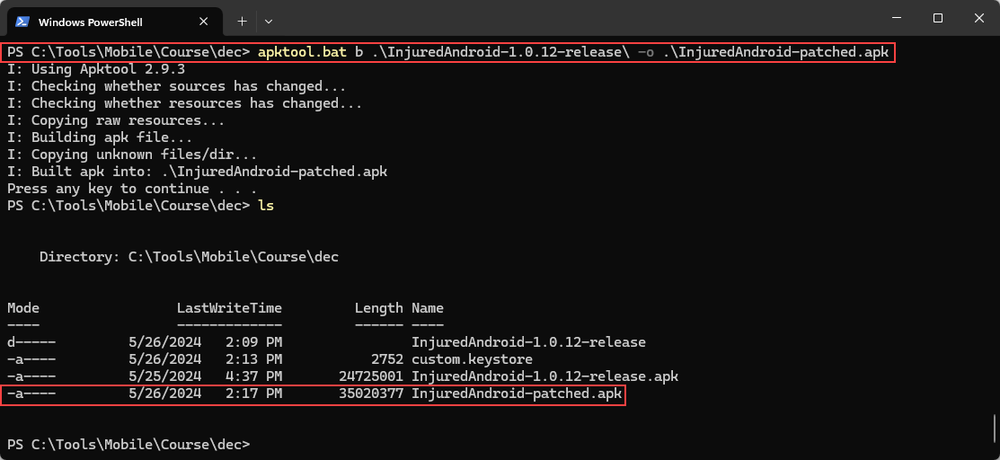 Windows PowerShell
PS C:\Tools\Mobile\Course\dec> apktool.bat b .\InjuredAndroid-1.0.12-release\ -o .\InjuredAndroid-patched.apk
I: Using Apktool 2.9.3
I: Checking whether sources has changed...
I: Checking whether resources has changed...
I: Copying raw resources...
I: Building apk file...
I: Copying unknown files/dir...
I: Built apk into: .\InjuredAndroid-patched.apk
Press any key to continue . . .
PS C:\Tools\Mobile\Course\dec> ls
Directory: C:\Tools\Mobile\Course\dec
Mode                 LastWriteTime         Length Name
----                 -------------         ------ ----
d-----         5/26/2024   2:09 PM                InjuredAndroid-1.0.12-release
-a----         5/26/2024   2:13 PM           2752 custom.keystore
-a----         5/25/2024   4:37 PM       24725001 InjuredAndroid-1.0.12-release.apk
-a----         5/26/2024   2:17 PM       35020377 InjuredAndroid-patched.apk
PS C:\Tools\Mobile\Course\dec>